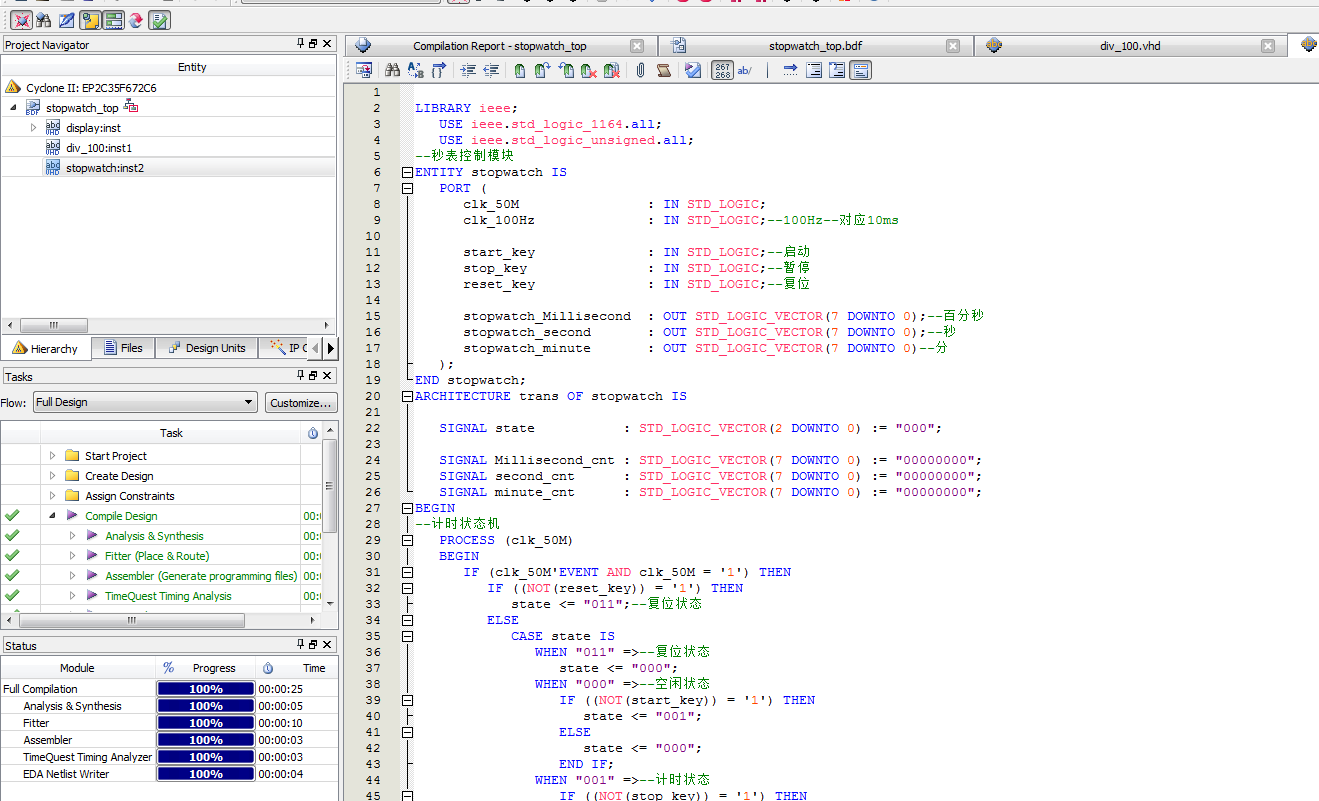 Project Navigator
Entity
Cyclone II: EP2C35F672C6
stopwatch_top
display:inst
div_100:inst1
stopwatch:inst2
Hierarchy
Files
Design Units
IP
Tasks
Flow:
Full Design
Customize...
Task
Start Project
Create Design
Assign Constraints
Compile Design
00:
Analysis & Synthesis
00:
Fitter (Place & Route)
00:
Assembler (Generate programming files)
00:
TimeQuest Timing Analysis
00:
Status
Module
%
Progress
Time
Full Compilation
100%
00:00:25
Analysis & Synthesis
100%
00:00:05
Fitter
100%
00:00:10
Assembler
100%
00:00:03
TimeQuest Timing Analyzer
100%
00:00:03
EDA Netlist Writer
100%
00:00:04
Compilation Report - stopwatch_top
stopwatch_top.bdf
div_100.vhd
267
268
ab/
1
2 LIBRARY ieee;
3 USE ieee.std_logic_1164.all;
4 USE ieee.std_logic_unsigned.all;
5 --秒表控制模块
6 ENTITY stopwatch IS
7 PORT (
8 clk_50M : IN STD_LOGIC;
9 clk_100Hz : IN STD_LOGIC;--100Hz--对应10ms
10
11 start_key : IN STD_LOGIC;--启动
12 stop_key : IN STD_LOGIC;--暂停
13 reset_key : IN STD_LOGIC;--复位
14
15 stopwatch_Millisecond : OUT STD_LOGIC_VECTOR(7 DOWNTO 0);--百分秒
16 stopwatch_second : OUT STD_LOGIC_VECTOR(7 DOWNTO 0);--秒
17 stopwatch_minute : OUT STD_LOGIC_VECTOR(7 DOWNTO 0)--分
18 );
19 END stopwatch;
20 ARCHITECTURE trans OF stopwatch IS
21
22 SIGNAL state : STD_LOGIC_VECTOR(2 DOWNTO 0) := "000";
23
24 SIGNAL Millisecond_cnt : STD_LOGIC_VECTOR(7 DOWNTO 0) := "00000000";
25 SIGNAL second_cnt : STD_LOGIC_VECTOR(7 DOWNTO 0) := "00000000";
26 SIGNAL minute_cnt : STD_LOGIC_VECTOR(7 DOWNTO 0) := "00000000";
27 BEGIN
28 --计时状态机
29 PROCESS (clk_50M)
30 BEGIN
31 IF (clk_50M'EVENT AND clk_50M = '1') THEN
32 IF ((NOT(reset_key)) = '1') THEN
33 state <= "011";--复位状态
34 ELSE
35 CASE state IS
36 WHEN "011" =>--复位状态
37 state <= "000";
38 WHEN "000" =>--空闲状态
39 IF ((NOT(start_key)) = '1') THEN
40 state <= "001";
41 ELSE
42 state <= "000";
43 END IF;
44 WHEN "001" =>--计时状态
45 IF ((NOT(stop_key)) = '1') THEN